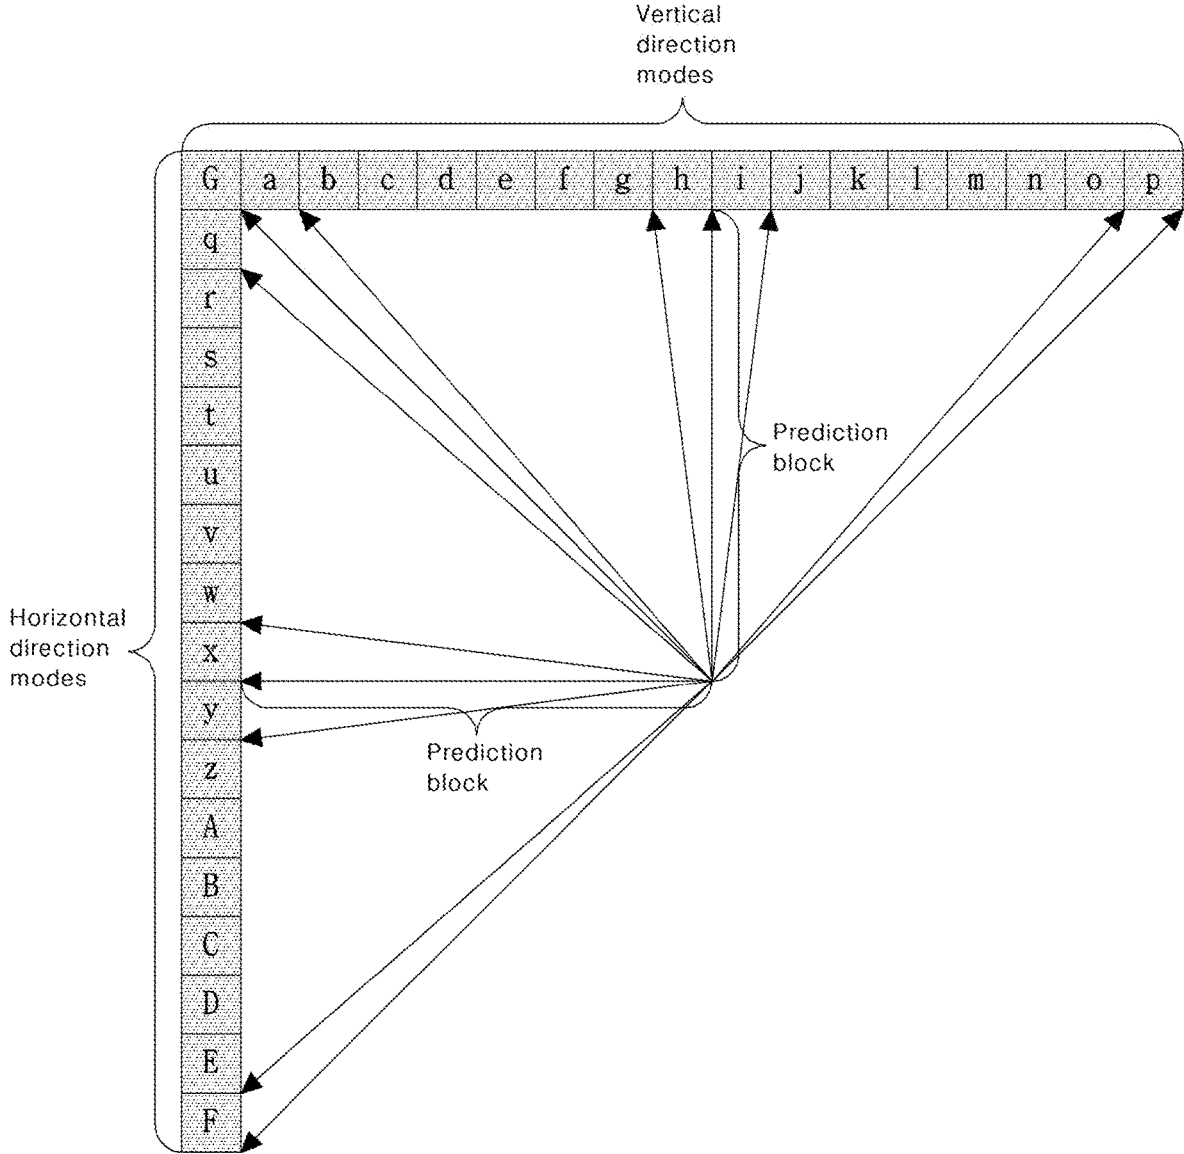 Vertical
direction
modes
G a b c d e f g h i j k l m n o p
q
r
s
t
u
Prediction
block
v
w
Horizontal
direction
modes
x
y
Prediction
block
z
A
B
C
D
E
F